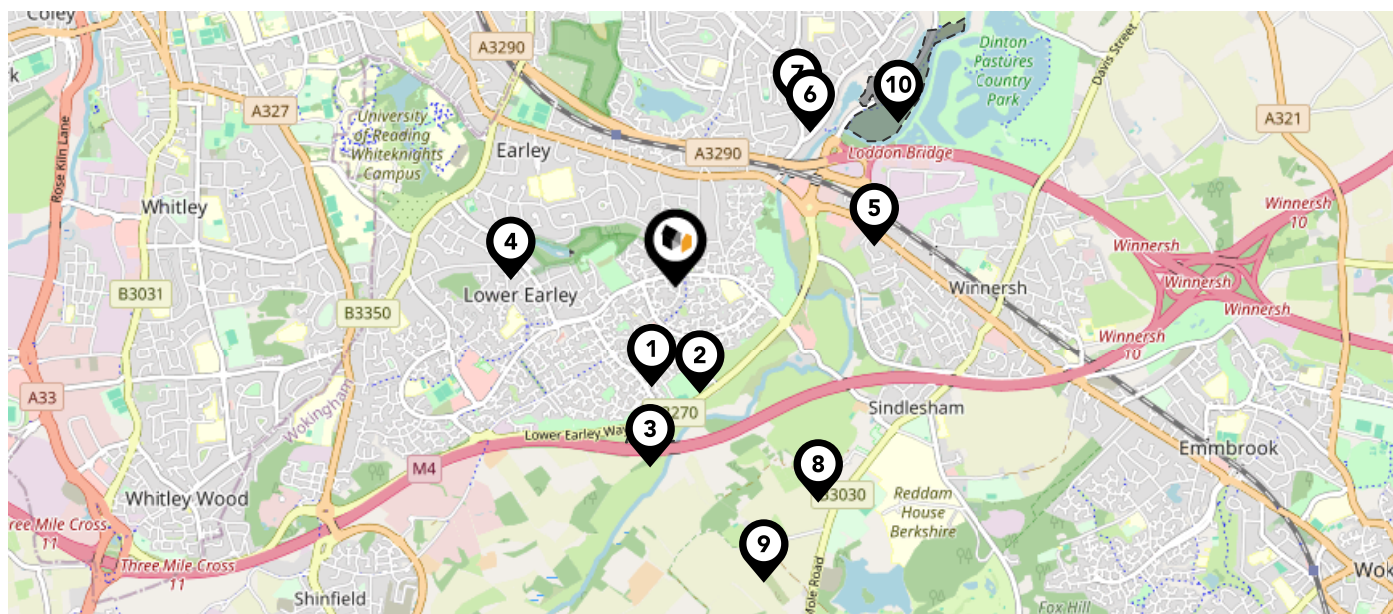 Coley
A3290
Dinton
Pastures
Country
Park
Davis Street
7
6
10
A327
A321
University
of Reading
Whiteknights
Campus
Earley
A3290
Loddon Bridge
Rose Kiln Lane
Whitley
Winnersh
10
5
4
Winnersh
Winnersh
Winnersh
B3031
Lower Earley
B3350
Winnersh
Winnersh
10
1
2
A33
Wokingham
Sindlesham
3
Lower Earley Way
Emmbrook
M4
8
B3030
Whitley Wood
Reddam
House
Berkshire
Three Mile Cross
11
9
Three Mile Cross
11
Shinfield
Mole Road
Fox Hill
Wok